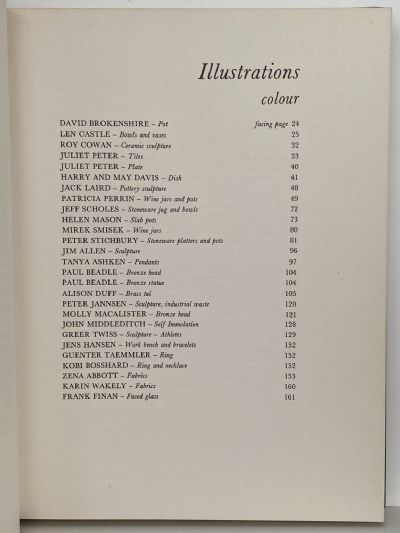 Illustrations
colour
DAVID BROKENSHIRE – Pot facing page 24
LEN CASTLE – Bowls and vases 25
ROY COWAN – Ceramic sculpture 32
JULIET PETER – Tiles 33
JULIET PETER – Plate 40
HARRY AND MAY DAVIS – Dish 41
JACK LAIRD – Pottery sculpture 48
PATRICIA PERRIN – Wine jars and pots 49
JEFF SCHOLES – Stoneware jug and bowls 72
HELEN MASON – Slab pots 73
MIREK SMISEK – Wine jars 80
PETER STICHBURY – Stoneware platters and pots 81
JIM ALLEN – Sculpture 96
TANYA ASHKEN – Pendants 97
PAUL BEADLE – Bronze head 104
PAUL BEADLE – Bronze statue 104
ALISON DUFF – Brass tui 105
PETER JANNSEN – Sculpture, industrial waste 120
MOLLY MACALISTER – Bronze head 121
JOHN MIDDLEDITCH – Self Immolation 128
GREER TWISS – Sculpture – Athletes 129
JENS HANSEN – Work bench and bracelets 152
GUENTER TAEMMLER – Ring 152
KOBI BOSSHARD – Ring and necklace 152
ZENA ABBOTT – Fabrics 153
KARIN WAKELY – Fabrics 160
FRANK FINAN – Fused glass 161